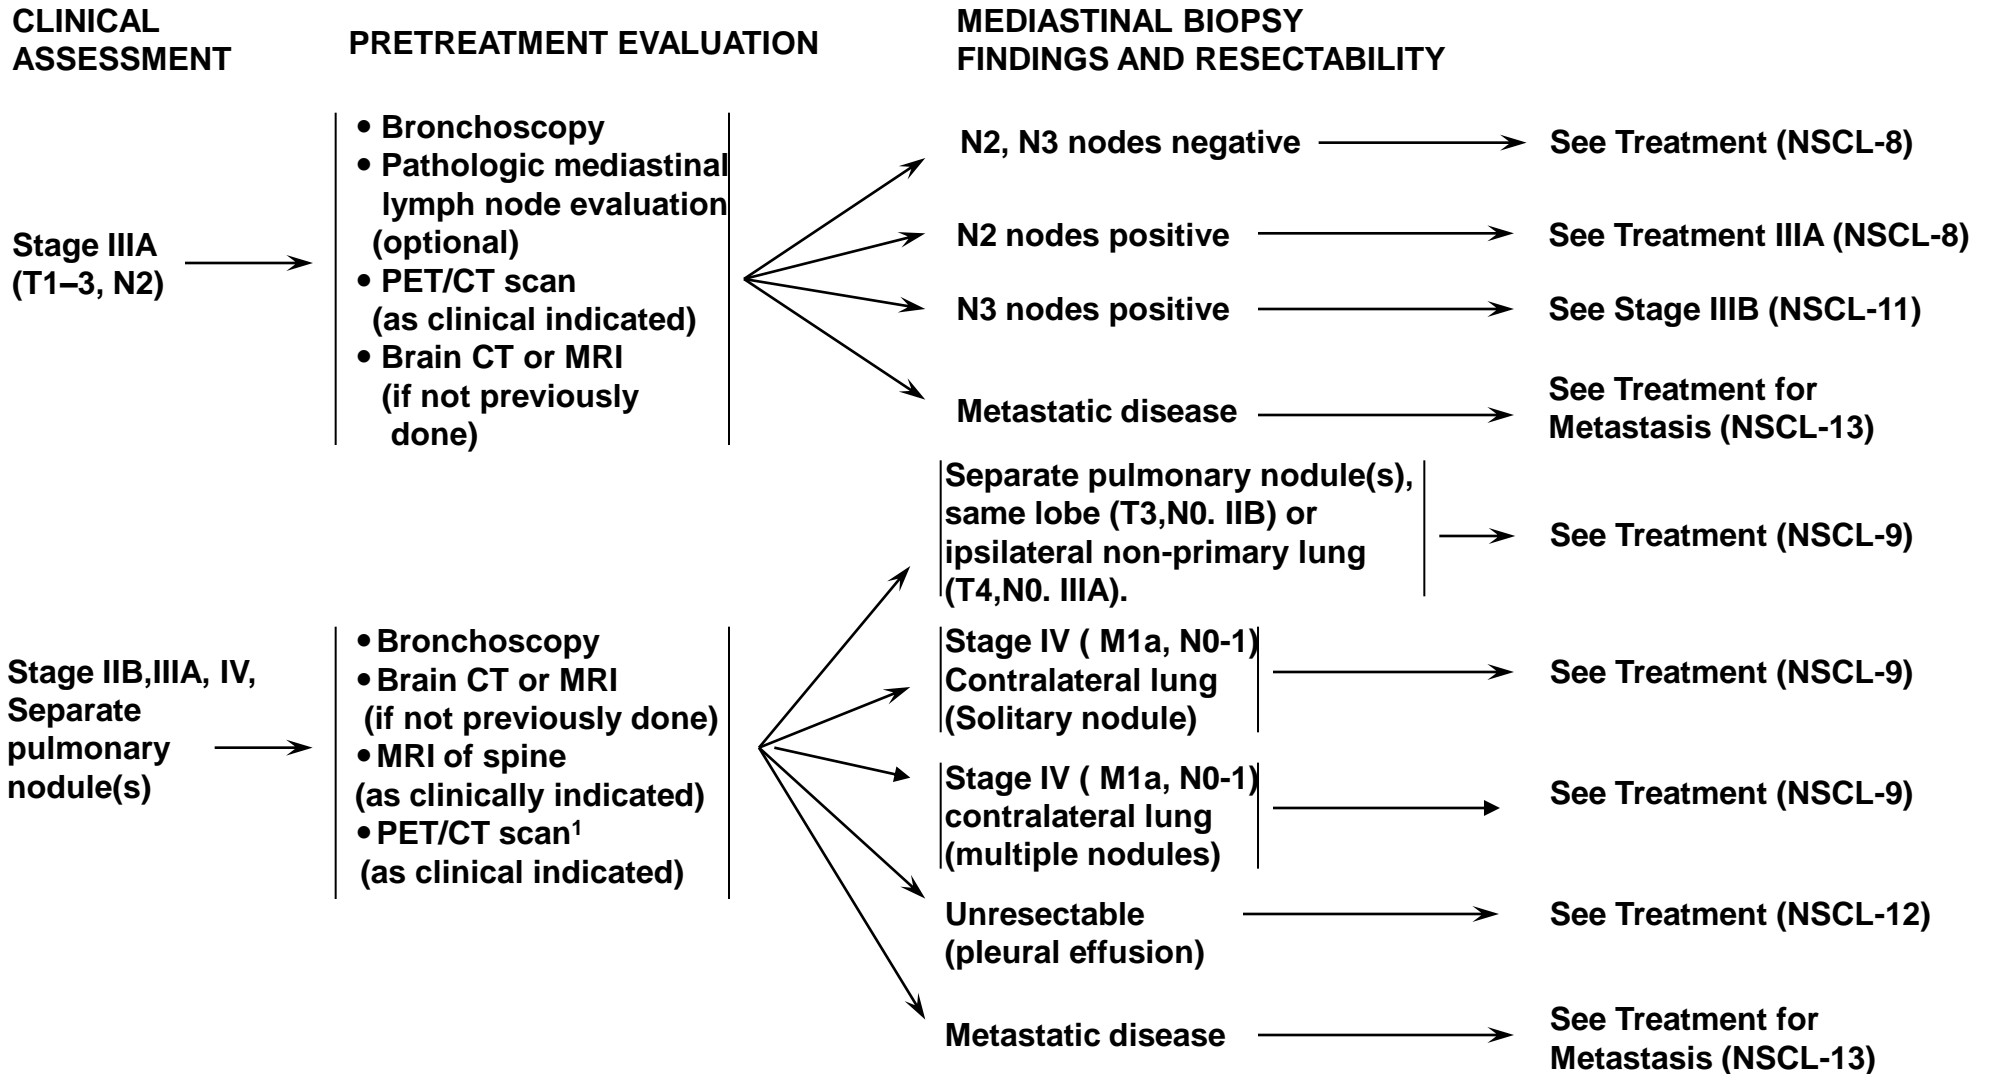 CLINICAL
ASSESSMENT
PRETREATMENT EVALUATION
MEDIASTINAL BIOPSY
FINDINGS AND RESECTABILITY
Stage IIIA
(T1–3, N2)
• Bronchoscopy
• Pathologic mediastinal
lymph node evaluation
(optional)
• PET/CT scan
(as clinical indicated)
• Brain CT or MRI
(if not previously
done)
N2, N3 nodes negative
See Treatment (NSCL-8)
N2 nodes positive
See Treatment IIIA (NSCL-8)
N3 nodes positive
See Stage IIIB (NSCL-11)
Metastatic disease
See Treatment for
Metastasis (NSCL-13)
Stage IIB,IIIA, IV,
Separate
pulmonary
nodule(s)
• Bronchoscopy
• Brain CT or MRI
(if not previously done)
• MRI of spine
(as clinically indicated)
• PET/CT scan¹
(as clinical indicated)
Separate pulmonary nodule(s),
same lobe (T3,N0. IIB) or
ipsilateral non-primary lung
(T4,N0. IIIA).
See Treatment (NSCL-9)
Stage IV ( M1a, N0-1)
Contralateral lung
(Solitary nodule)
See Treatment (NSCL-9)
Stage IV ( M1a, N0-1)
contralateral lung
(multiple nodules)
See Treatment (NSCL-9)
Unresectable
(pleural effusion)
See Treatment (NSCL-12)
Metastatic disease
See Treatment for
Metastasis (NSCL-13)